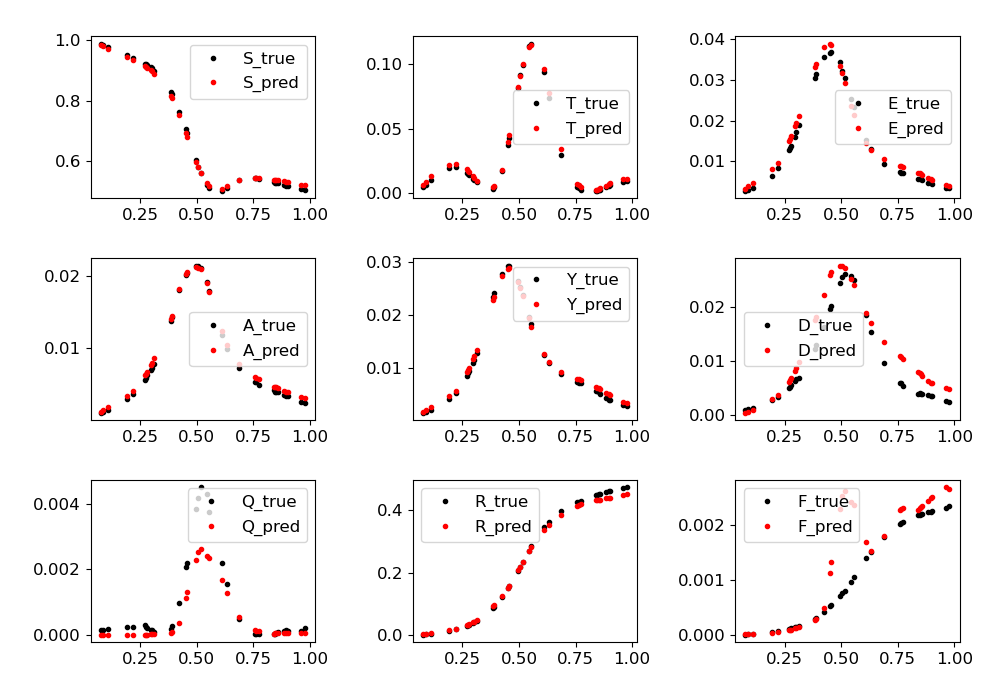 1.0
0.8
0.6
0.25 0.50 0.75 1.00
S_true
S_pred
0.10
0.05
0.00
0.25 0.50 0.75 1.00
T_true
T_pred
0.04
0.03
0.02
0.01
0.25 0.50 0.75 1.00
E_true
E_pred
0.02
0.01
0.25 0.50 0.75 1.00
A_true
A_pred
0.03
0.02
0.01
0.25 0.50 0.75 1.00
Y_true
Y_pred
0.02
0.01
0.00
0.25 0.50 0.75 1.00
D_true
D_pred
0.004
0.002
0.000
0.25 0.50 0.75 1.00
Q_true
Q_pred
0.4
0.2
0.0
0.25 0.50 0.75 1.00
R_true
R_pred
0.002
0.001
0.000
0.25 0.50 0.75 1.00
F_true
F_pred